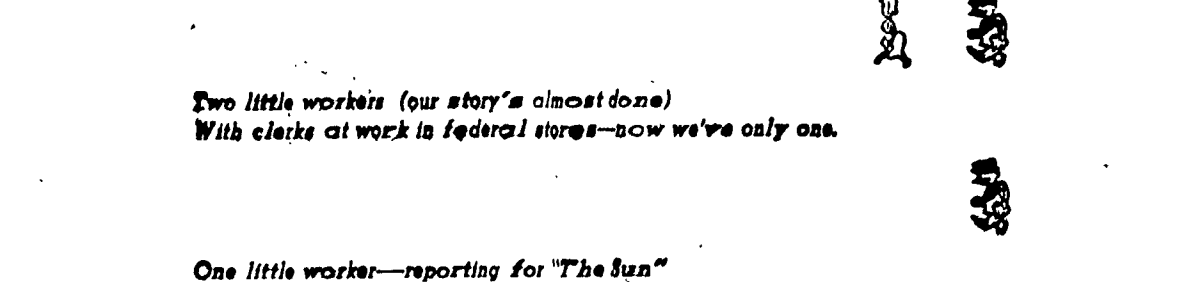 Two little workers (our story's almost done)
With clerks at work in federal stores—now we've only one.
One little worker—reporting for "The Sun"